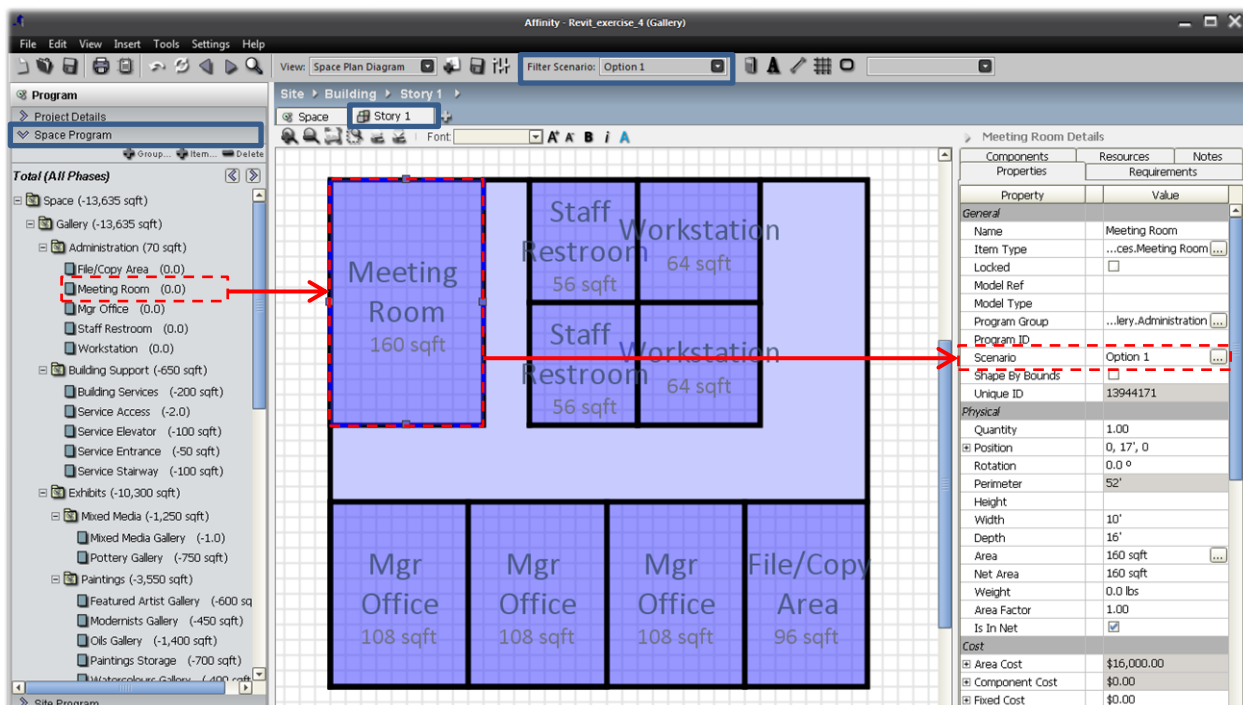 Affinity - Revit_exercise_4 (Gallery)
File Edit View Insert Tools Settings Help
View: Space Plan Diagram Filter Scenario: Option 1
Program
Project Details
Space Program
Group... Item... Delete
Total (All Phases)
Space (-13,635 sqft)
Gallery (-13,635 sqft)
Administration (70 sqft)
File/Copy Area (0.0)
Meeting Room (0.0)
Mgr Office (0.0)
Staff Restroom (0.0)
Workstation (0.0)
Building Support (-650 sqft)
Building Services (-200 sqft)
Service Access (-2.0)
Service Elevator (-100 sqft)
Service Entrance (-50 sqft)
Service Stairway (-100 sqft)
Exhibits (-10,300 sqft)
Mixed Media (-1,250 sqft)
Mixed Media Gallery (-1.0)
Pottery Gallery (-750 sqft)
Paintings (-3,550 sqft)
Featured Artist Gallery (-600 sq
Modernists Gallery (-450 sqft)
Oils Gallery (-1,400 sqft)
Paintings Storage (-700 sqft)
Watercolours Gallery (-400 sqft
Site Program
Site Building Story 1
Space Story 1
Font A A B i A
Meeting
Room
160 sqft
Staff
Restroom
56 sqft
Workstation
64 sqft
Staff
Restroom
56 sqft
Workstation
64 sqft
Mgr
Office
108 sqft
Mgr
Office
108 sqft
Mgr
Office
108 sqft
File/Copy
Area
96 sqft
Meeting Room Details
Components Resources Notes
Properties Requirements
Property Value
General
Name Meeting Room
Item Type ...ces.Meeting Room ...
Locked
Model Ref
Model Type
Program Group ...lery.Administration ...
Program ID
Scenario Option 1 ...
Shape By Bounds
Unique ID 13944171
Physical
Quantity 1.00
Position 0, 17', 0
Rotation 0.0 º
Perimeter 52'
Height
Width 10'
Depth 16'
Area 160 sqft ...
Net Area 160 sqft
Weight 0.0 lbs
Area Factor 1.00
Is In Net
Cost
Area Cost $16,000.00
Component Cost $0.00
Fixed Cost $0.00